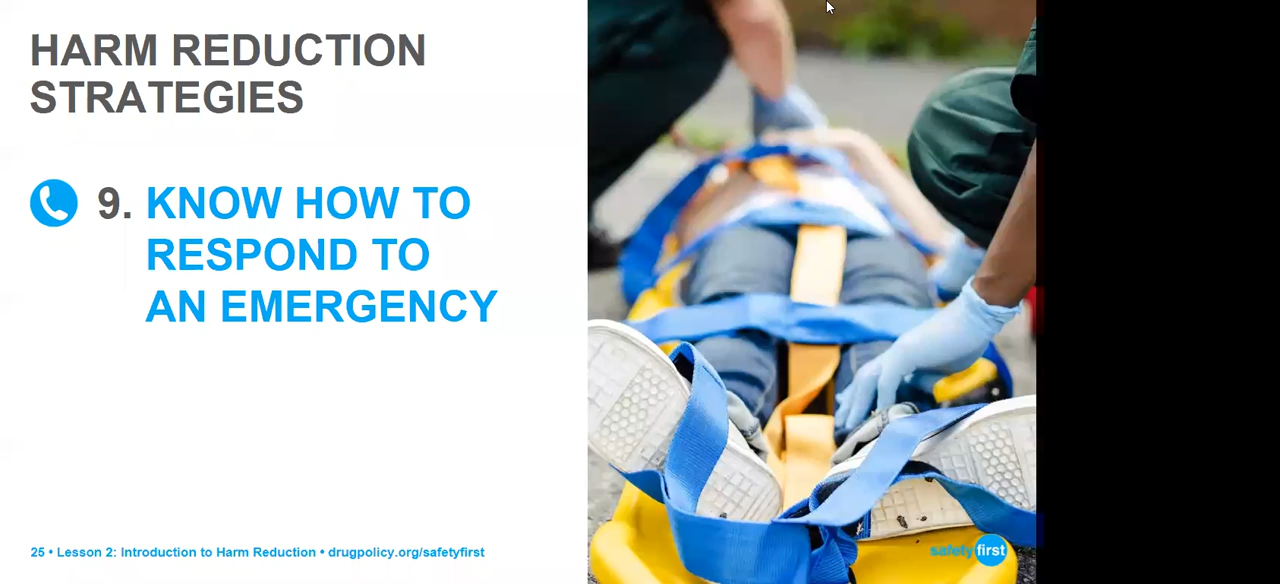 HARM REDUCTION
STRATEGIES
9. KNOW HOW TO
RESPOND TO
AN EMERGENCY
25 • Lesson 2: Introduction to Harm Reduction • drugpolicy.org/safetyfirst
safetyfirst